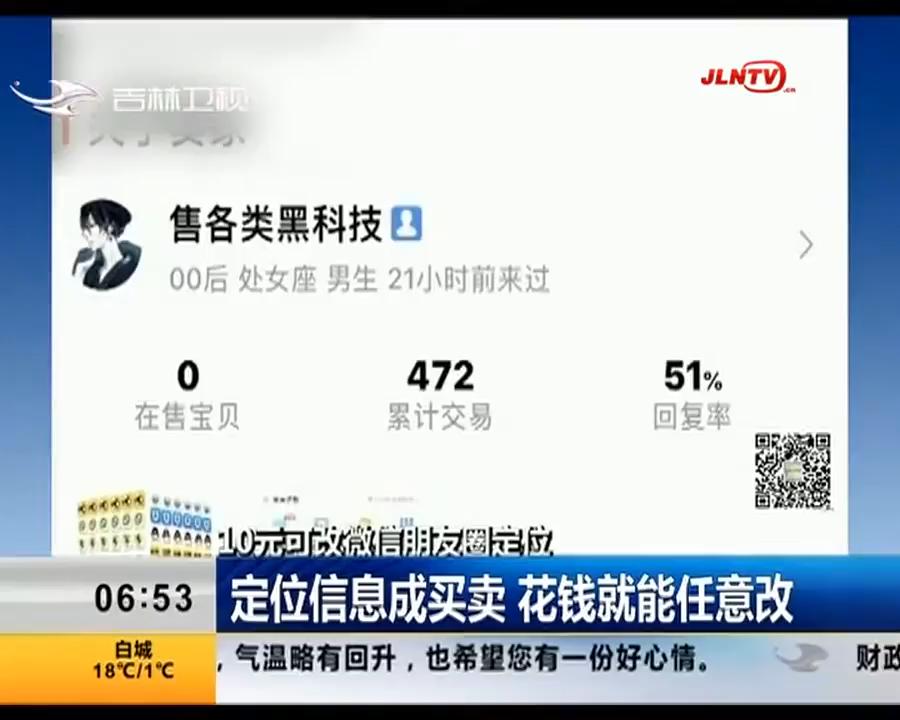 吉林卫视
JLNTV
.cn
售各类黑科技
00后 处女座 男生 21小时前来过
0
472
51%
在售宝贝
累计交易
回复率
10元可改微信朋友圈定位
06:53
定位信息成买卖 花钱就能任意改
白城
18℃/1℃
，气温略有回升，也希望您有一份好心情。
财政